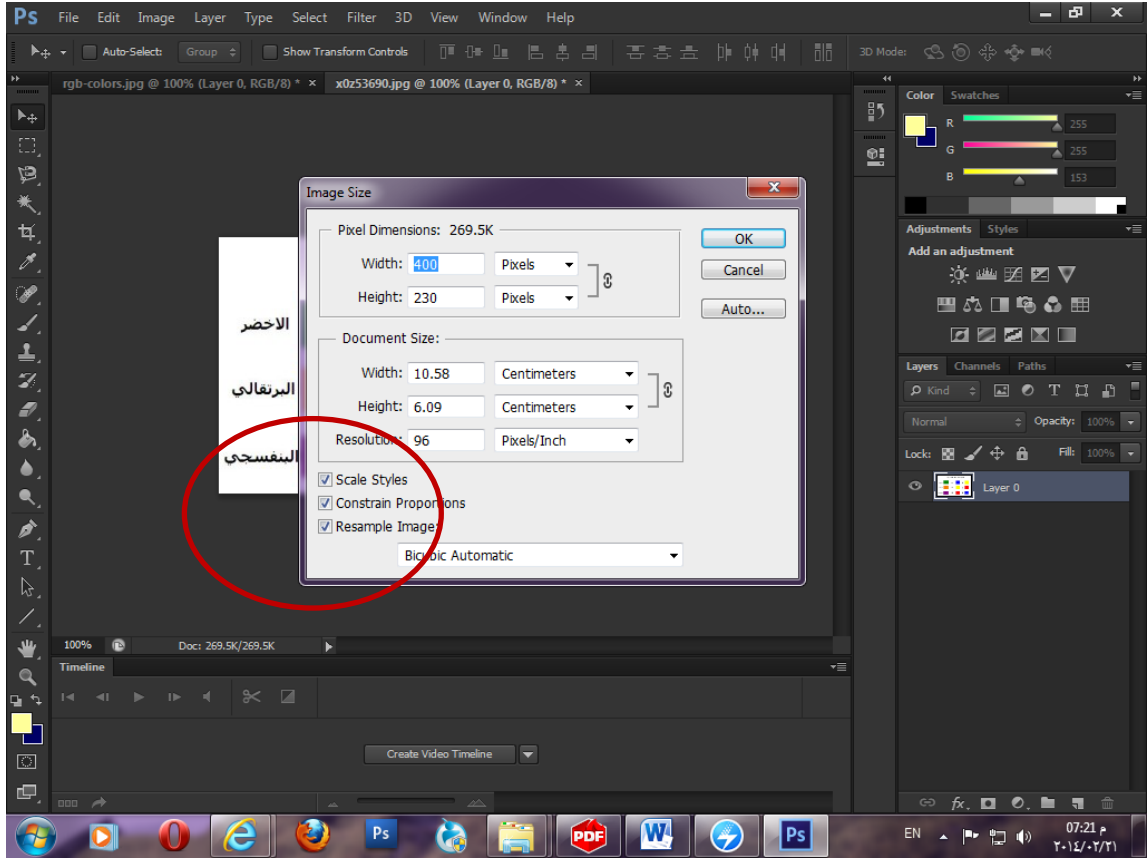 Ps File Edit Image Layer Type Select Filter 3D View Window Help
Auto-Select: Group Show Transform Controls 3D Mode:
rgb-colors.jpg @ 100% (Layer 0, RGB/8) * × x0z53690.jpg @ 100% (Layer 0, RGB/8) * ×
Color Swatches
R 255
G 255
B 153
Adjustments Styles
Add an adjustment
Layers Channels Paths
Kind
Normal Opacity: 100%
Lock: Fill: 100%
Layer 0
الاخضر
البرتقالي
البنفسجي
Image Size
Pixel Dimensions: 269.5K
Width: 400 Pixels
Height: 230 Pixels
Document Size:
Width: 10.58 Centimeters
Height: 6.09 Centimeters
Resolution: 96 Pixels/Inch
Scale Styles
Constrain Proportions
Resample Image:
Bicubic Automatic
OK
Cancel
Auto...
100% Doc: 269.5K/269.5K
Timeline
Create Video Timeline
fx.
Ps PDF W Ps
EN 07:21 م
٢٠١٤/٠٢/٢١